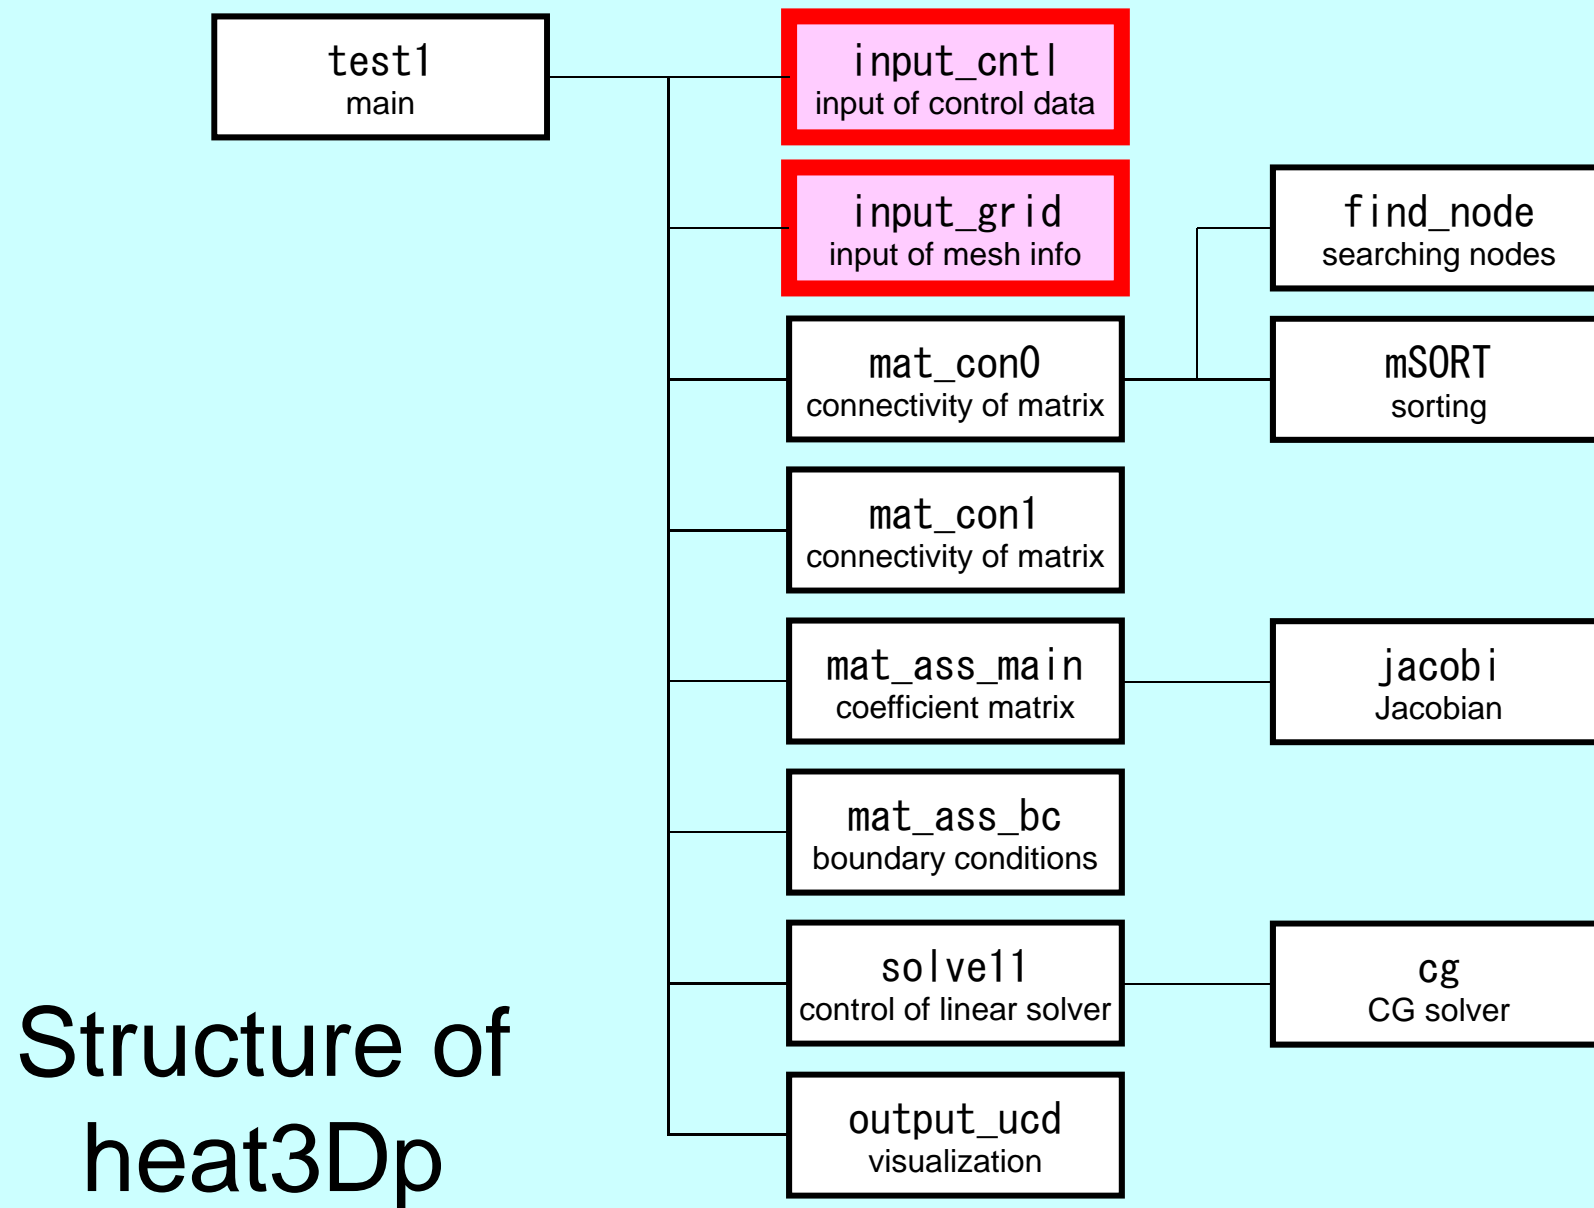 test1
main
input_cntl
input of control data
input_grid
input of mesh info
find_node
searching nodes
mat_con0
connectivity of matrix
mSORT
sorting
mat_con1
connectivity of matrix
mat_ass_main
coefficient matrix
jacobi
Jacobian
mat_ass_bc
boundary conditions
solve11
control of linear solver
cg
CG solver
output_ucd
visualization
Structure of
heat3Dp